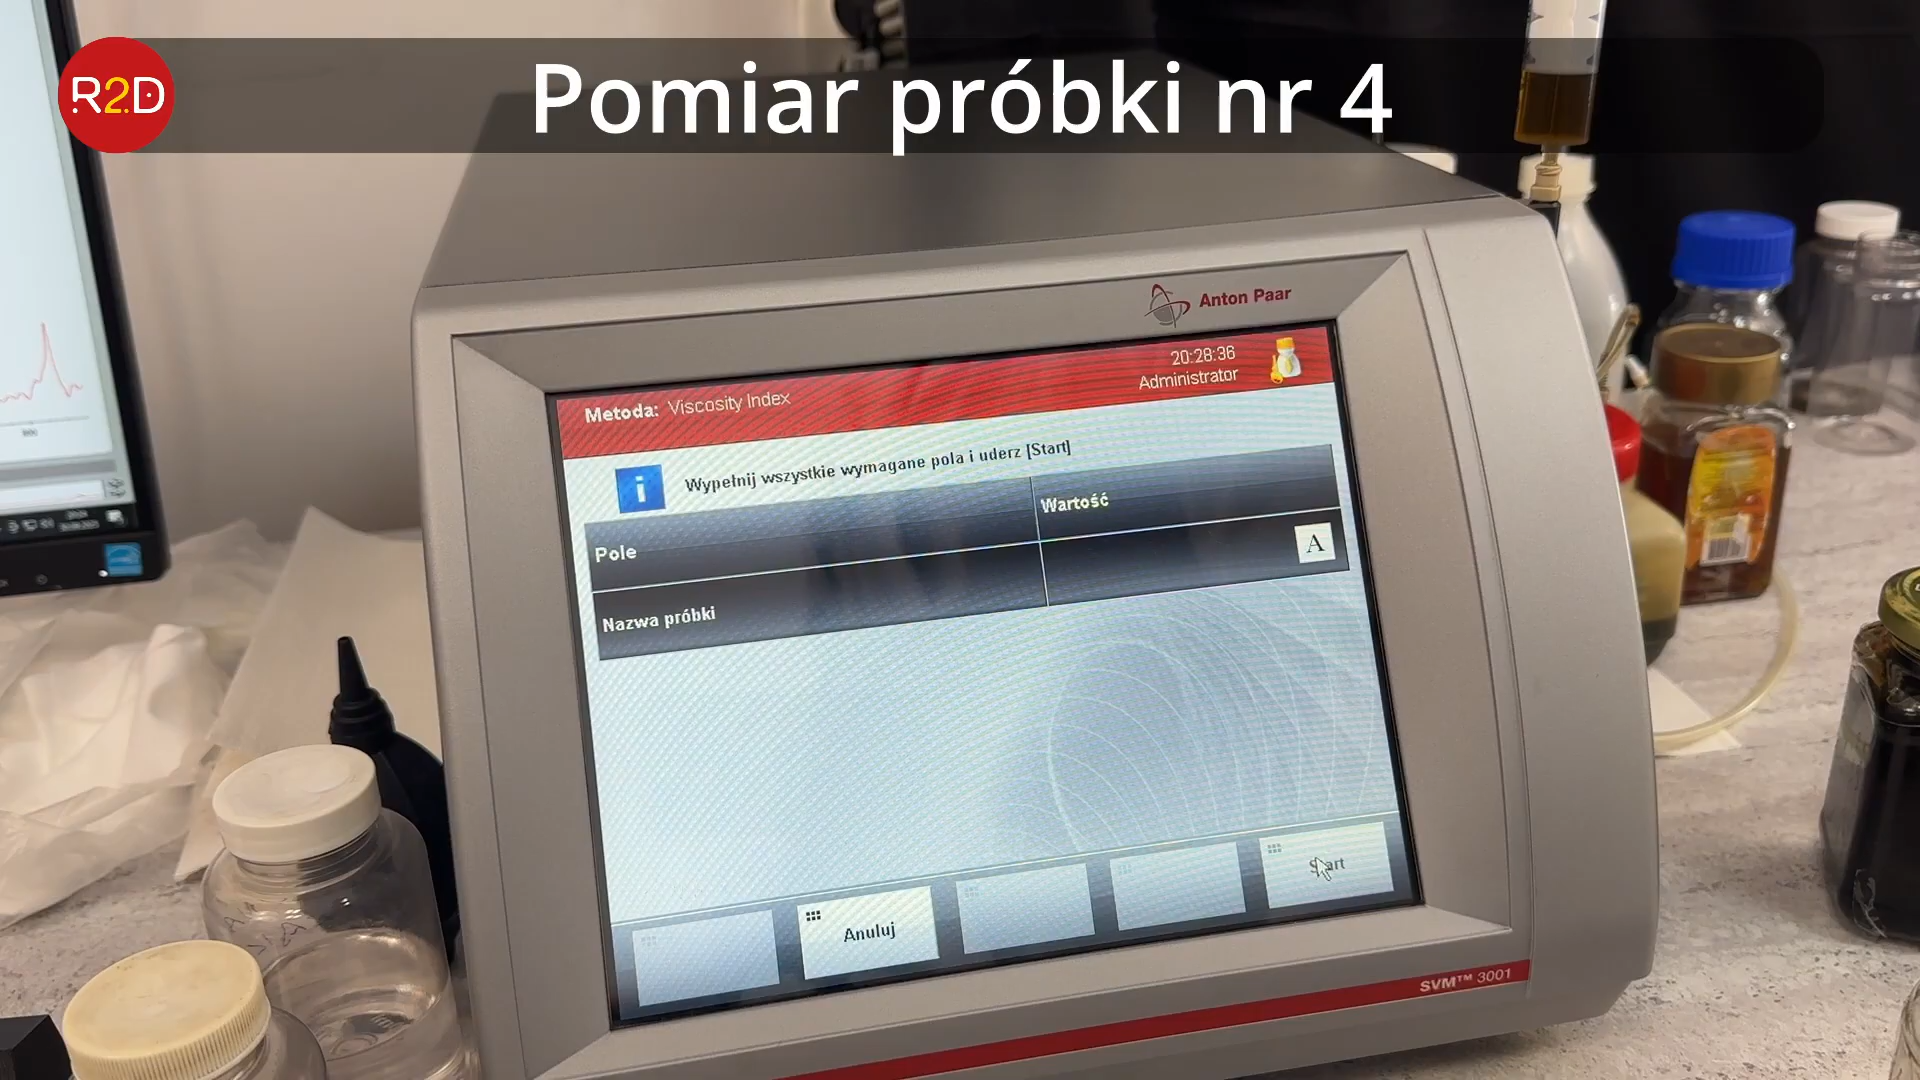 R2D
Pomiar próbki nr 4
Anton Paar
20:28:36
Administrator
Metoda: Viscosity Index
i
Wypełnij wszystkie wymagane pola i uderz [Start]
Pole
Wartość
Nazwa próbki
A
Anuluj
Start
SVM™ 3001